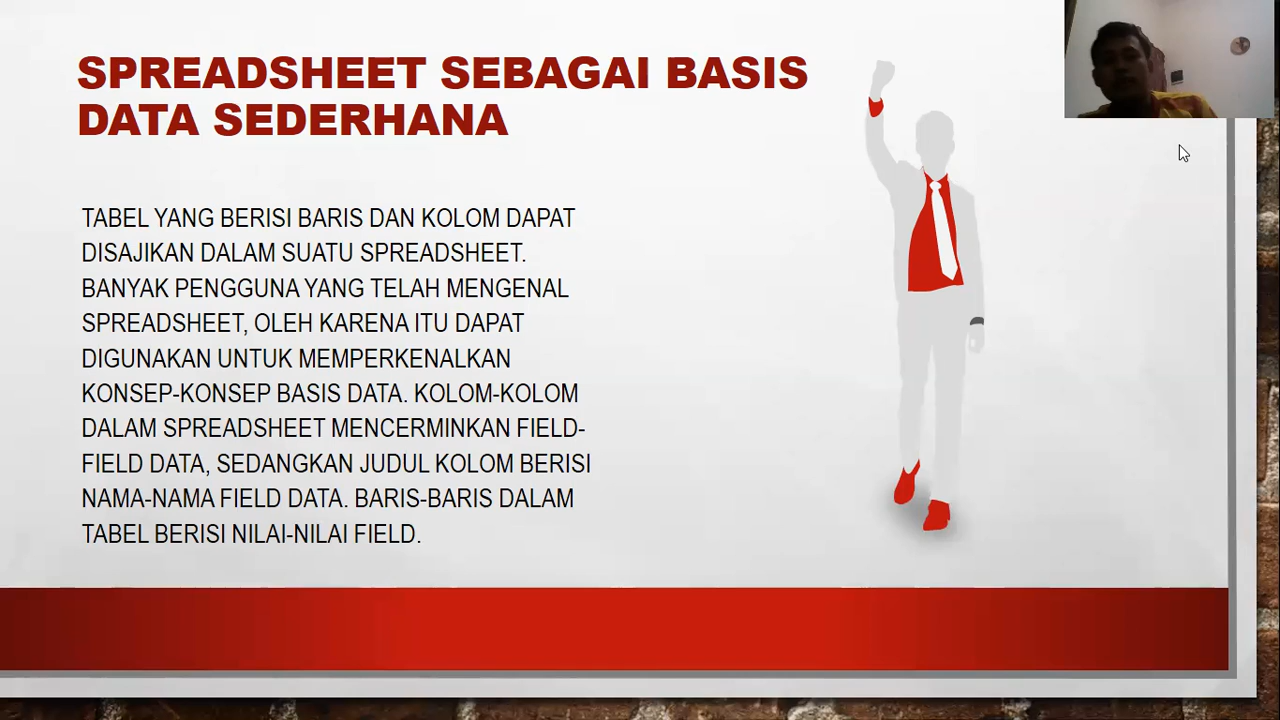 SPREADSHEET SEBAGAI BASIS
DATA SEDERHANA
TABEL YANG BERISI BARIS DAN KOLOM DAPAT
DISAJIKAN DALAM SUATU SPREADSHEET.
BANYAK PENGGUNA YANG TELAH MENGENAL
SPREADSHEET, OLEH KARENA ITU DAPAT
DIGUNAKAN UNTUK MEMPERKENALKAN
KONSEP-KONSEP BASIS DATA. KOLOM-KOLOM
DALAM SPREADSHEET MENCERMINKAN FIELD-
FIELD DATA, SEDANGKAN JUDUL KOLOM BERISI
NAMA-NAMA FIELD DATA. BARIS-BARIS DALAM
TABEL BERISI NILAI-NILAI FIELD.